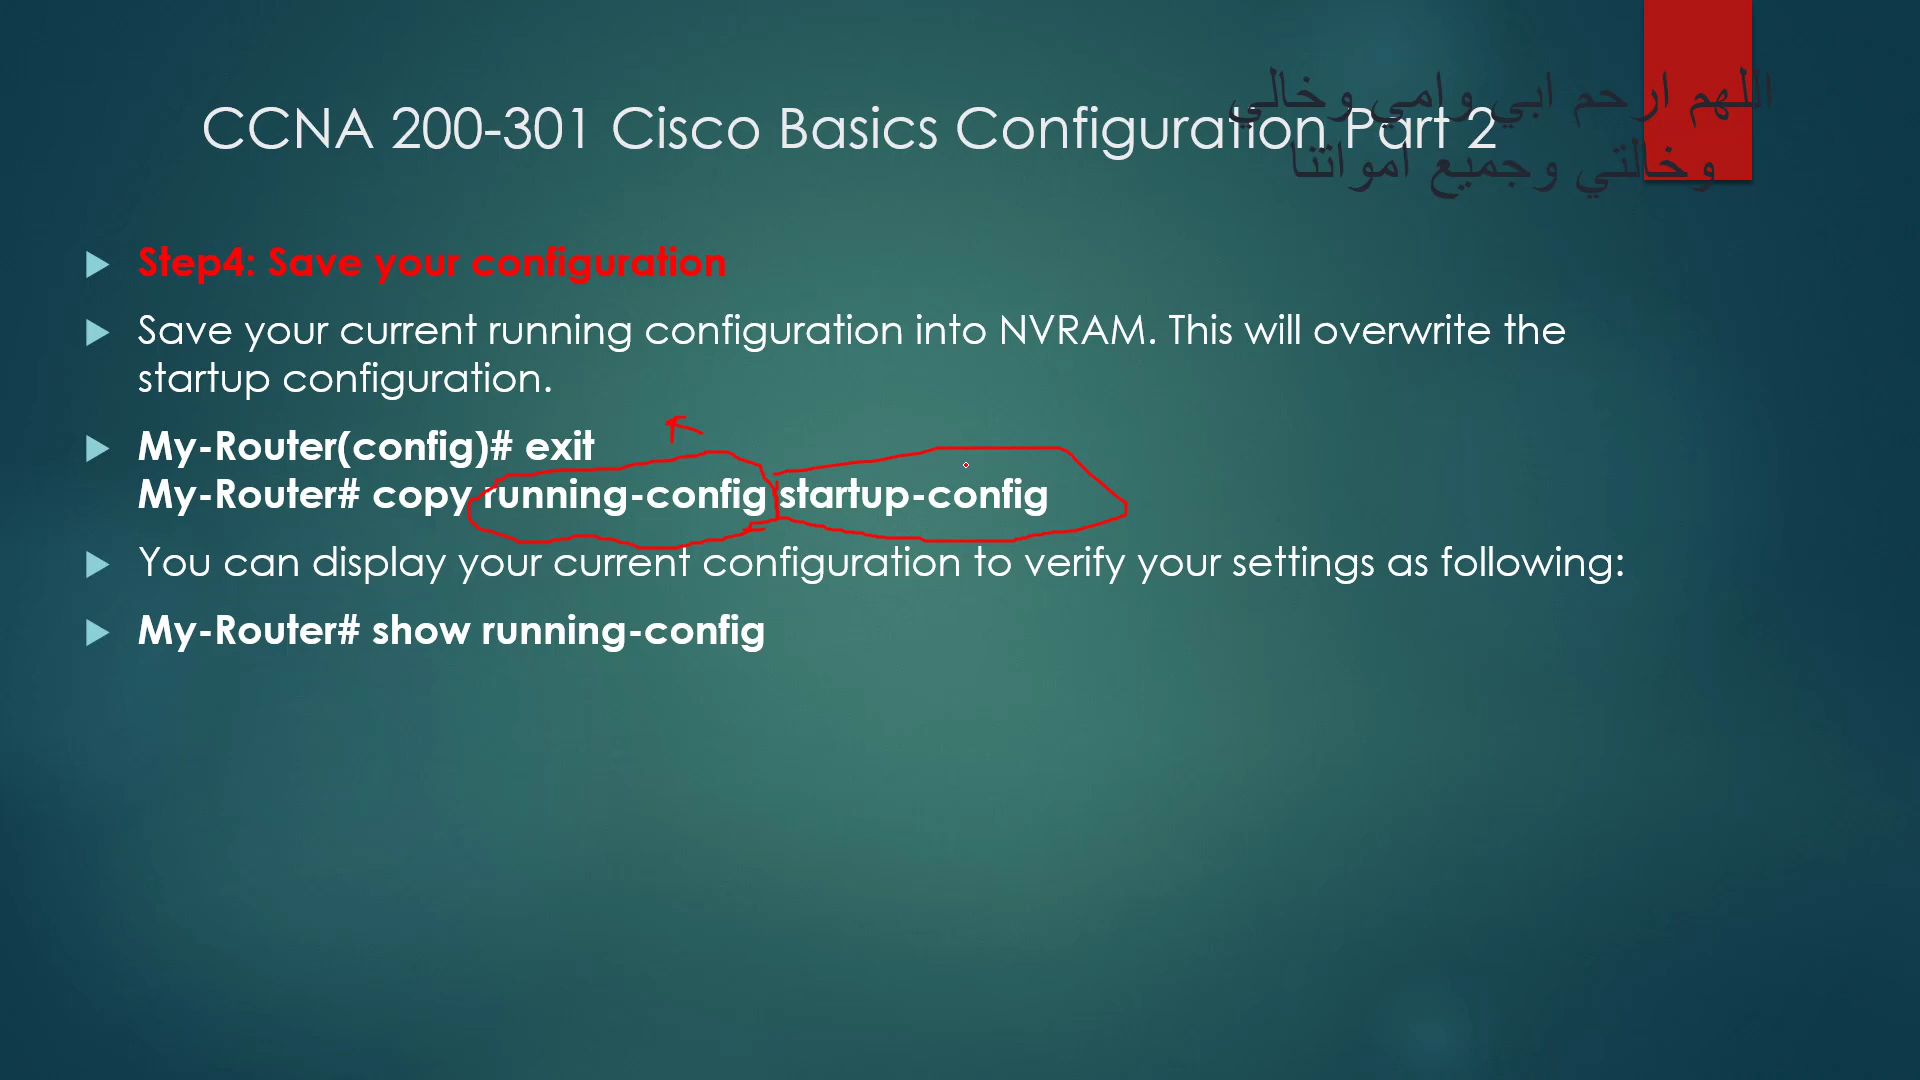 اللهم ارحم ابي وامي وخالي
وخالتي وجميع امواتنا
CCNA 200-301 Cisco Basics Configuration Part 2
Step4: Save your configuration
Save your current running configuration into NVRAM. This will overwrite the
startup configuration.
My-Router(config)# exit
My-Router# copy running-config startup-config
You can display your current configuration to verify your settings as following:
My-Router# show running-config